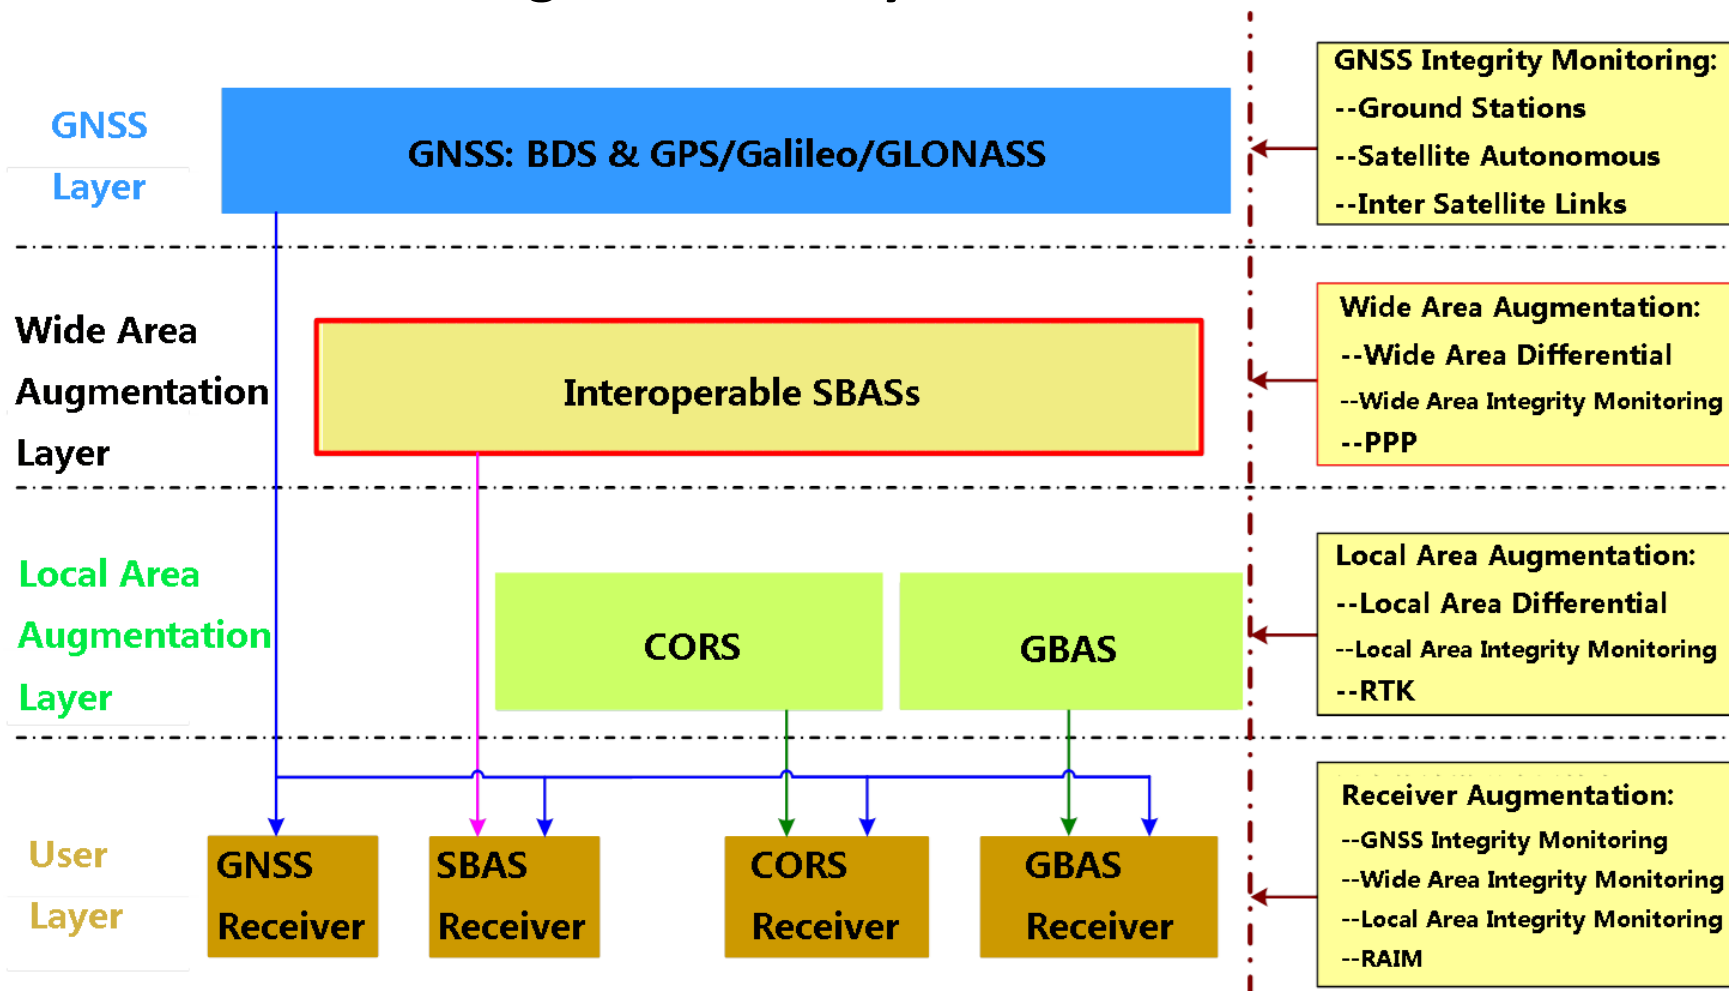 GNSS
Layer
GNSS: BDS & GPS/Galileo/GLONASS
GNSS Integrity Monitoring:
--Ground Stations
--Satellite Autonomous
--Inter Satellite Links
Wide Area
Augmentation
Layer
Interoperable SBASs
Wide Area Augmentation:
--Wide Area Differential
--Wide Area Integrity Monitoring
--PPP
Local Area
Augmentation
Layer
CORS
GBAS
Local Area Augmentation:
--Local Area Differential
--Local Area Integrity Monitoring
--RTK
User
Layer
GNSS
Receiver
SBAS
Receiver
CORS
Receiver
GBAS
Receiver
Receiver Augmentation:
--GNSS Integrity Monitoring
--Wide Area Integrity Monitoring
--Local Area Integrity Monitoring
--RAIM